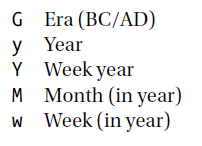 G Era (BC/AD)
y Year
Y Week year
M Month (in year)
w Week (in year)